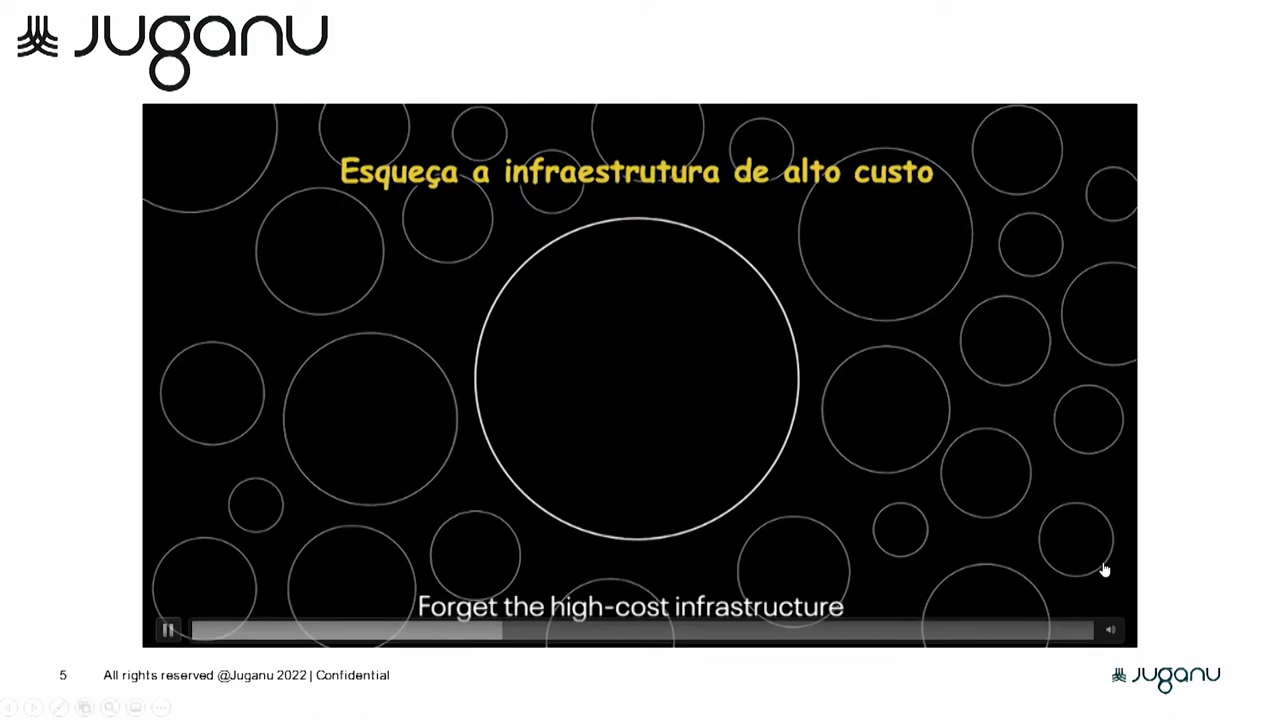 Juganu
Esqueça a infraestrutura de alto custo
Forget the high-cost infrastructure
5 All rights reserved @Juganu 2022 | Confidential
Juganu